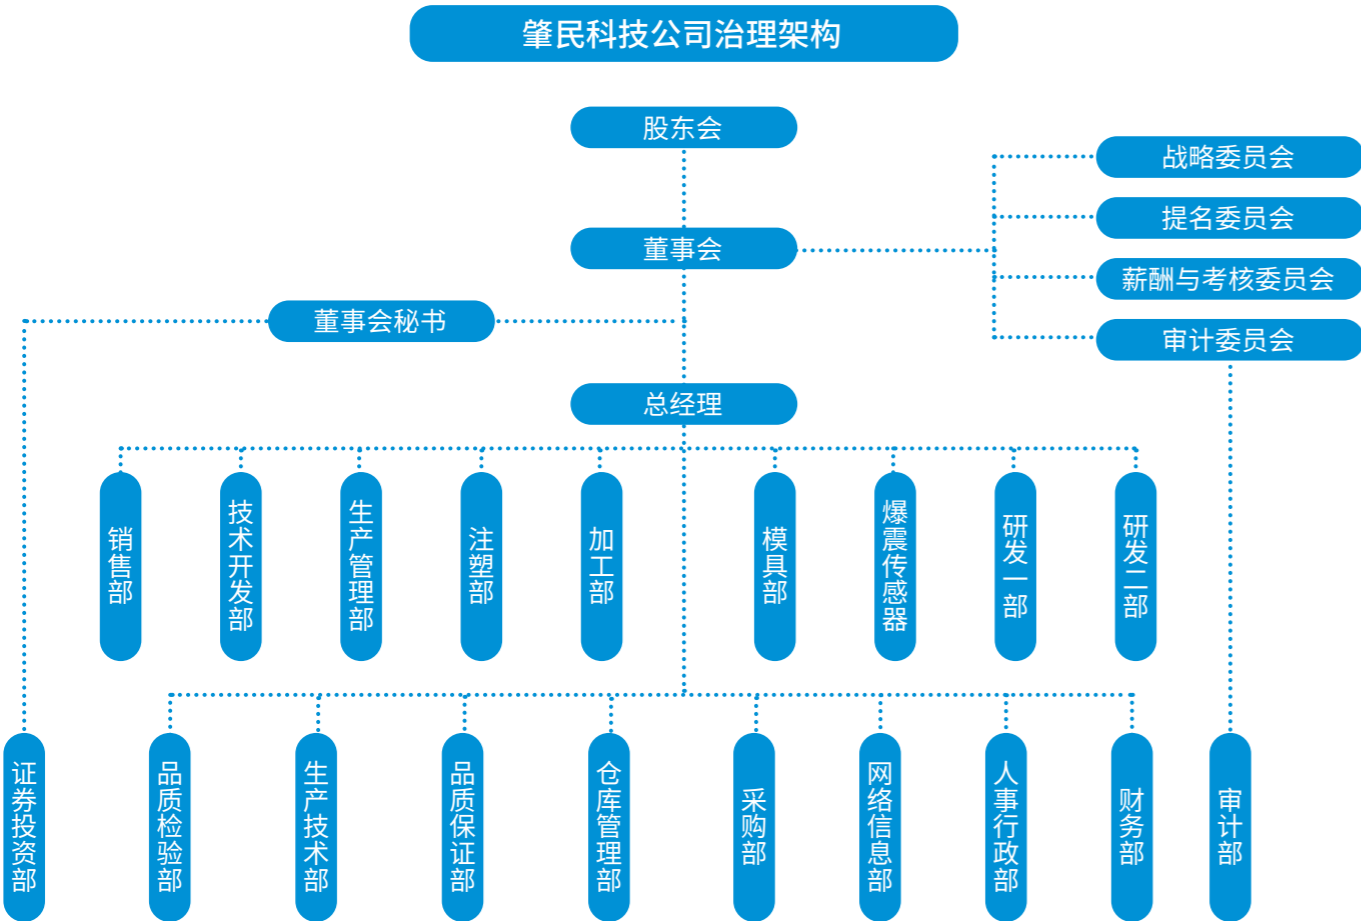 肇民科技公司治理架构
股东会
战略委员会
提名委员会
董事会
薪酬与考核委员会
董事会秘书
审计委员会
总经理
销售部
技术开发部
生产管理部
注塑部
加工部
模具部
爆震传感器
研发一部
研发二部
证券投资部
品质检验部
生产技术部
品质保证部
仓库管理部
采购部
网络信息部
人事行政部
财务部
审计部